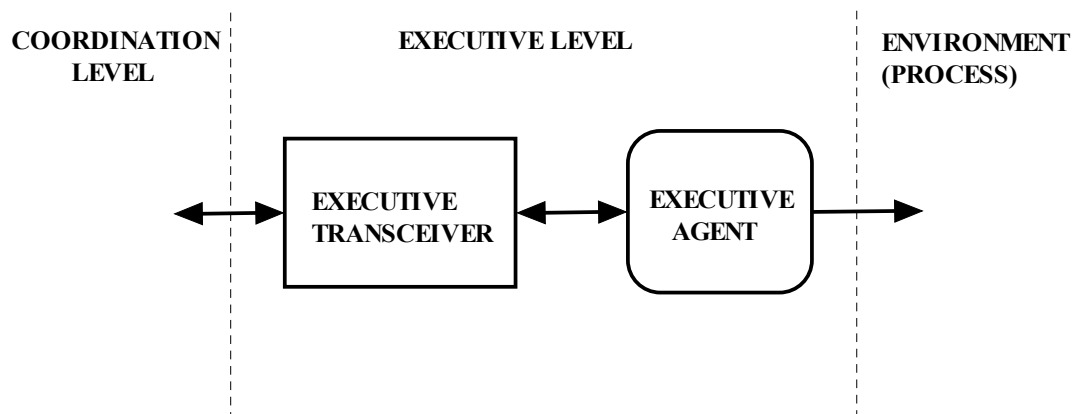 COORDINATION
LEVEL
EXECUTIVE LEVEL
ENVIRONMENT
(PROCESS)
EXECUTIVE
TRANSCEIVER
EXECUTIVE
AGENT